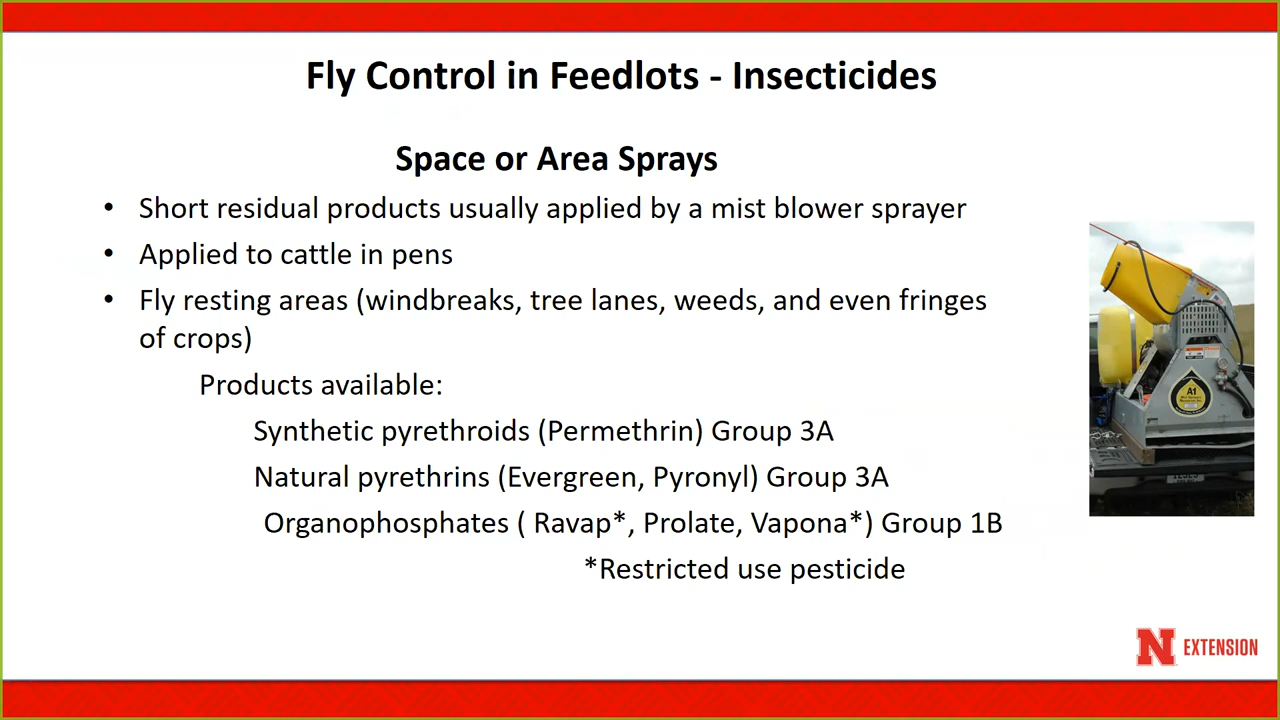 Fly Control in Feedlots - Insecticides
Space or Area Sprays
• Short residual products usually applied by a mist blower sprayer
• Applied to cattle in pens
• Fly resting areas (windbreaks, tree lanes, weeds, and even fringes
of crops)
Products available:
Synthetic pyrethroids (Permethrin) Group 3A
Natural pyrethrins (Evergreen, Pyronyl) Group 3A
Organophosphates ( Ravap*, Prolate, Vapona*) Group 1B
*Restricted use pesticide
A1
N EXTENSION